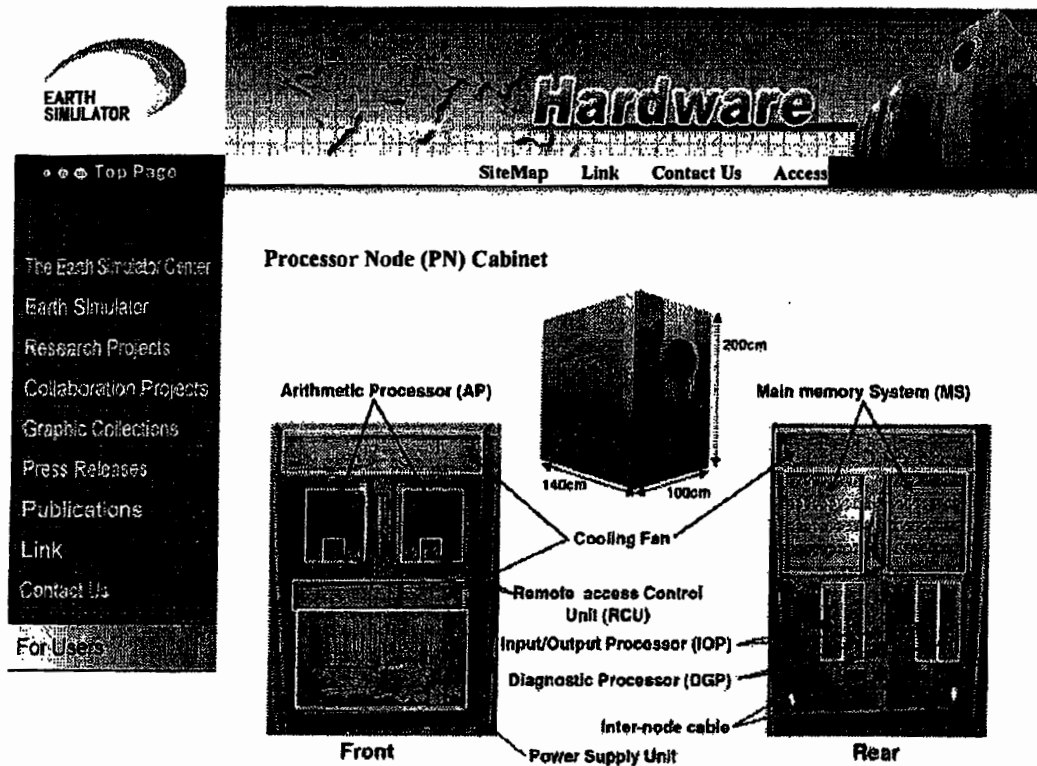 EARTH
SIMULATOR
Hardware
Top Page
SiteMap Link Contact Us Access
The Earth Simulator Center
Earth Simulator
Research Projects
Collaboration Projects
Graphic Collections
Press Releases
Publications
Link
Contact Us
For Users
Processor Node (PN) Cabinet
200cm
140cm
100cm
Arithmetic Processor (AP)
Main memory System (MS)
Cooling Fan
Remote access Control
Unit (RCU)
Input/Output Processor (IOP)
Diagnostic Processor (DGP)
Inter-node cable
Power Supply Unit
Front
Rear